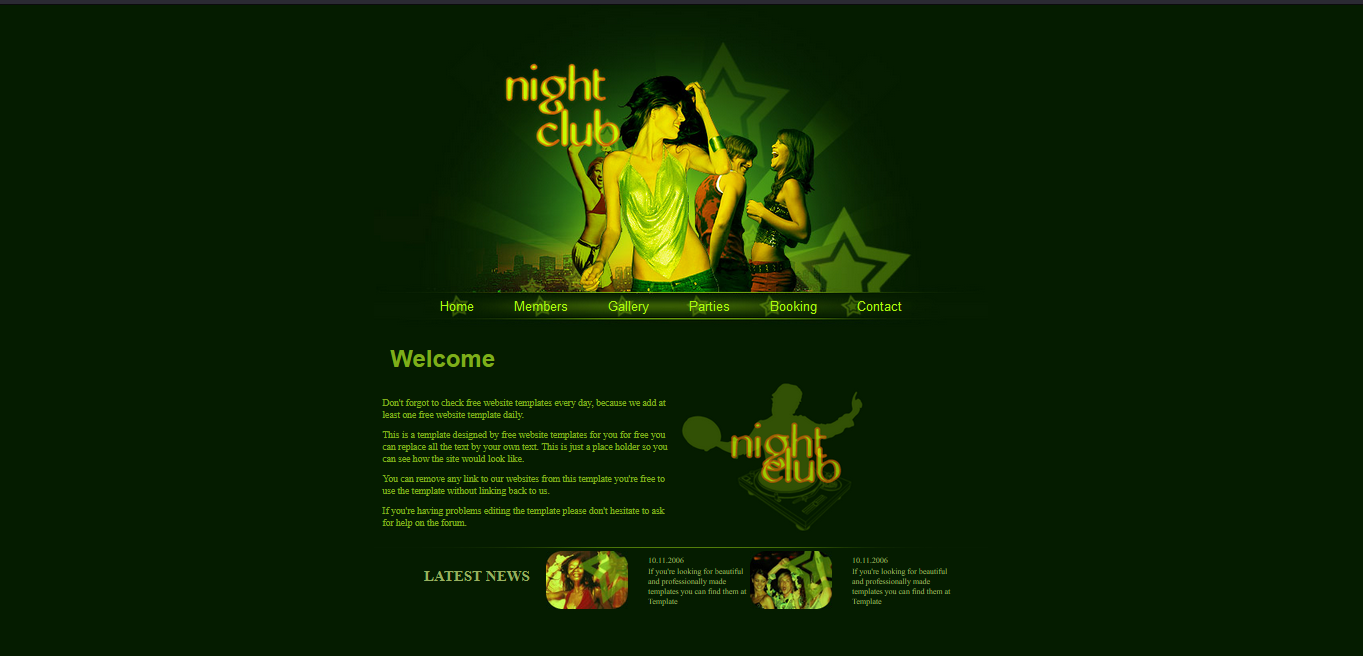 night
club
Home Members Gallery Parties Booking Contact
Welcome
Don't forgot to check free website templates every day, because we add at
least one free website template daily.
This is a template designed by free website templates for you for free you
can replace all the text by your own text. This is just a place holder so you
can see how the site would look like.
You can remove any link to our websites from this template you're free to
use the template without linking back to us.
If you're having problems editing the template please don't hesitate to ask
for help on the forum.
night
club
LATEST NEWS
10.11.2006
If you're looking for beautiful
and professionally made
templates you can find them at
Template
10.11.2006
If you're looking for beautiful
and professionally made
templates you can find them at
Template